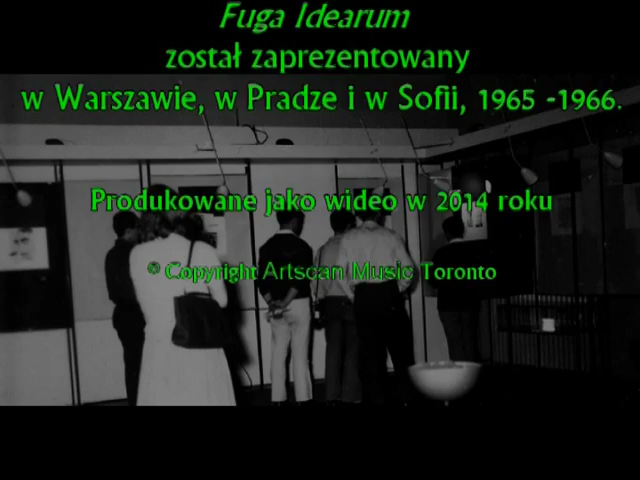 Fuga Idearum
został zaprezentowany
w Warszawie, w Pradze i w Sofii, 1965 -1966.
Produkowane jako wideo w 2014 roku
© Copyright Artscan Music Toronto